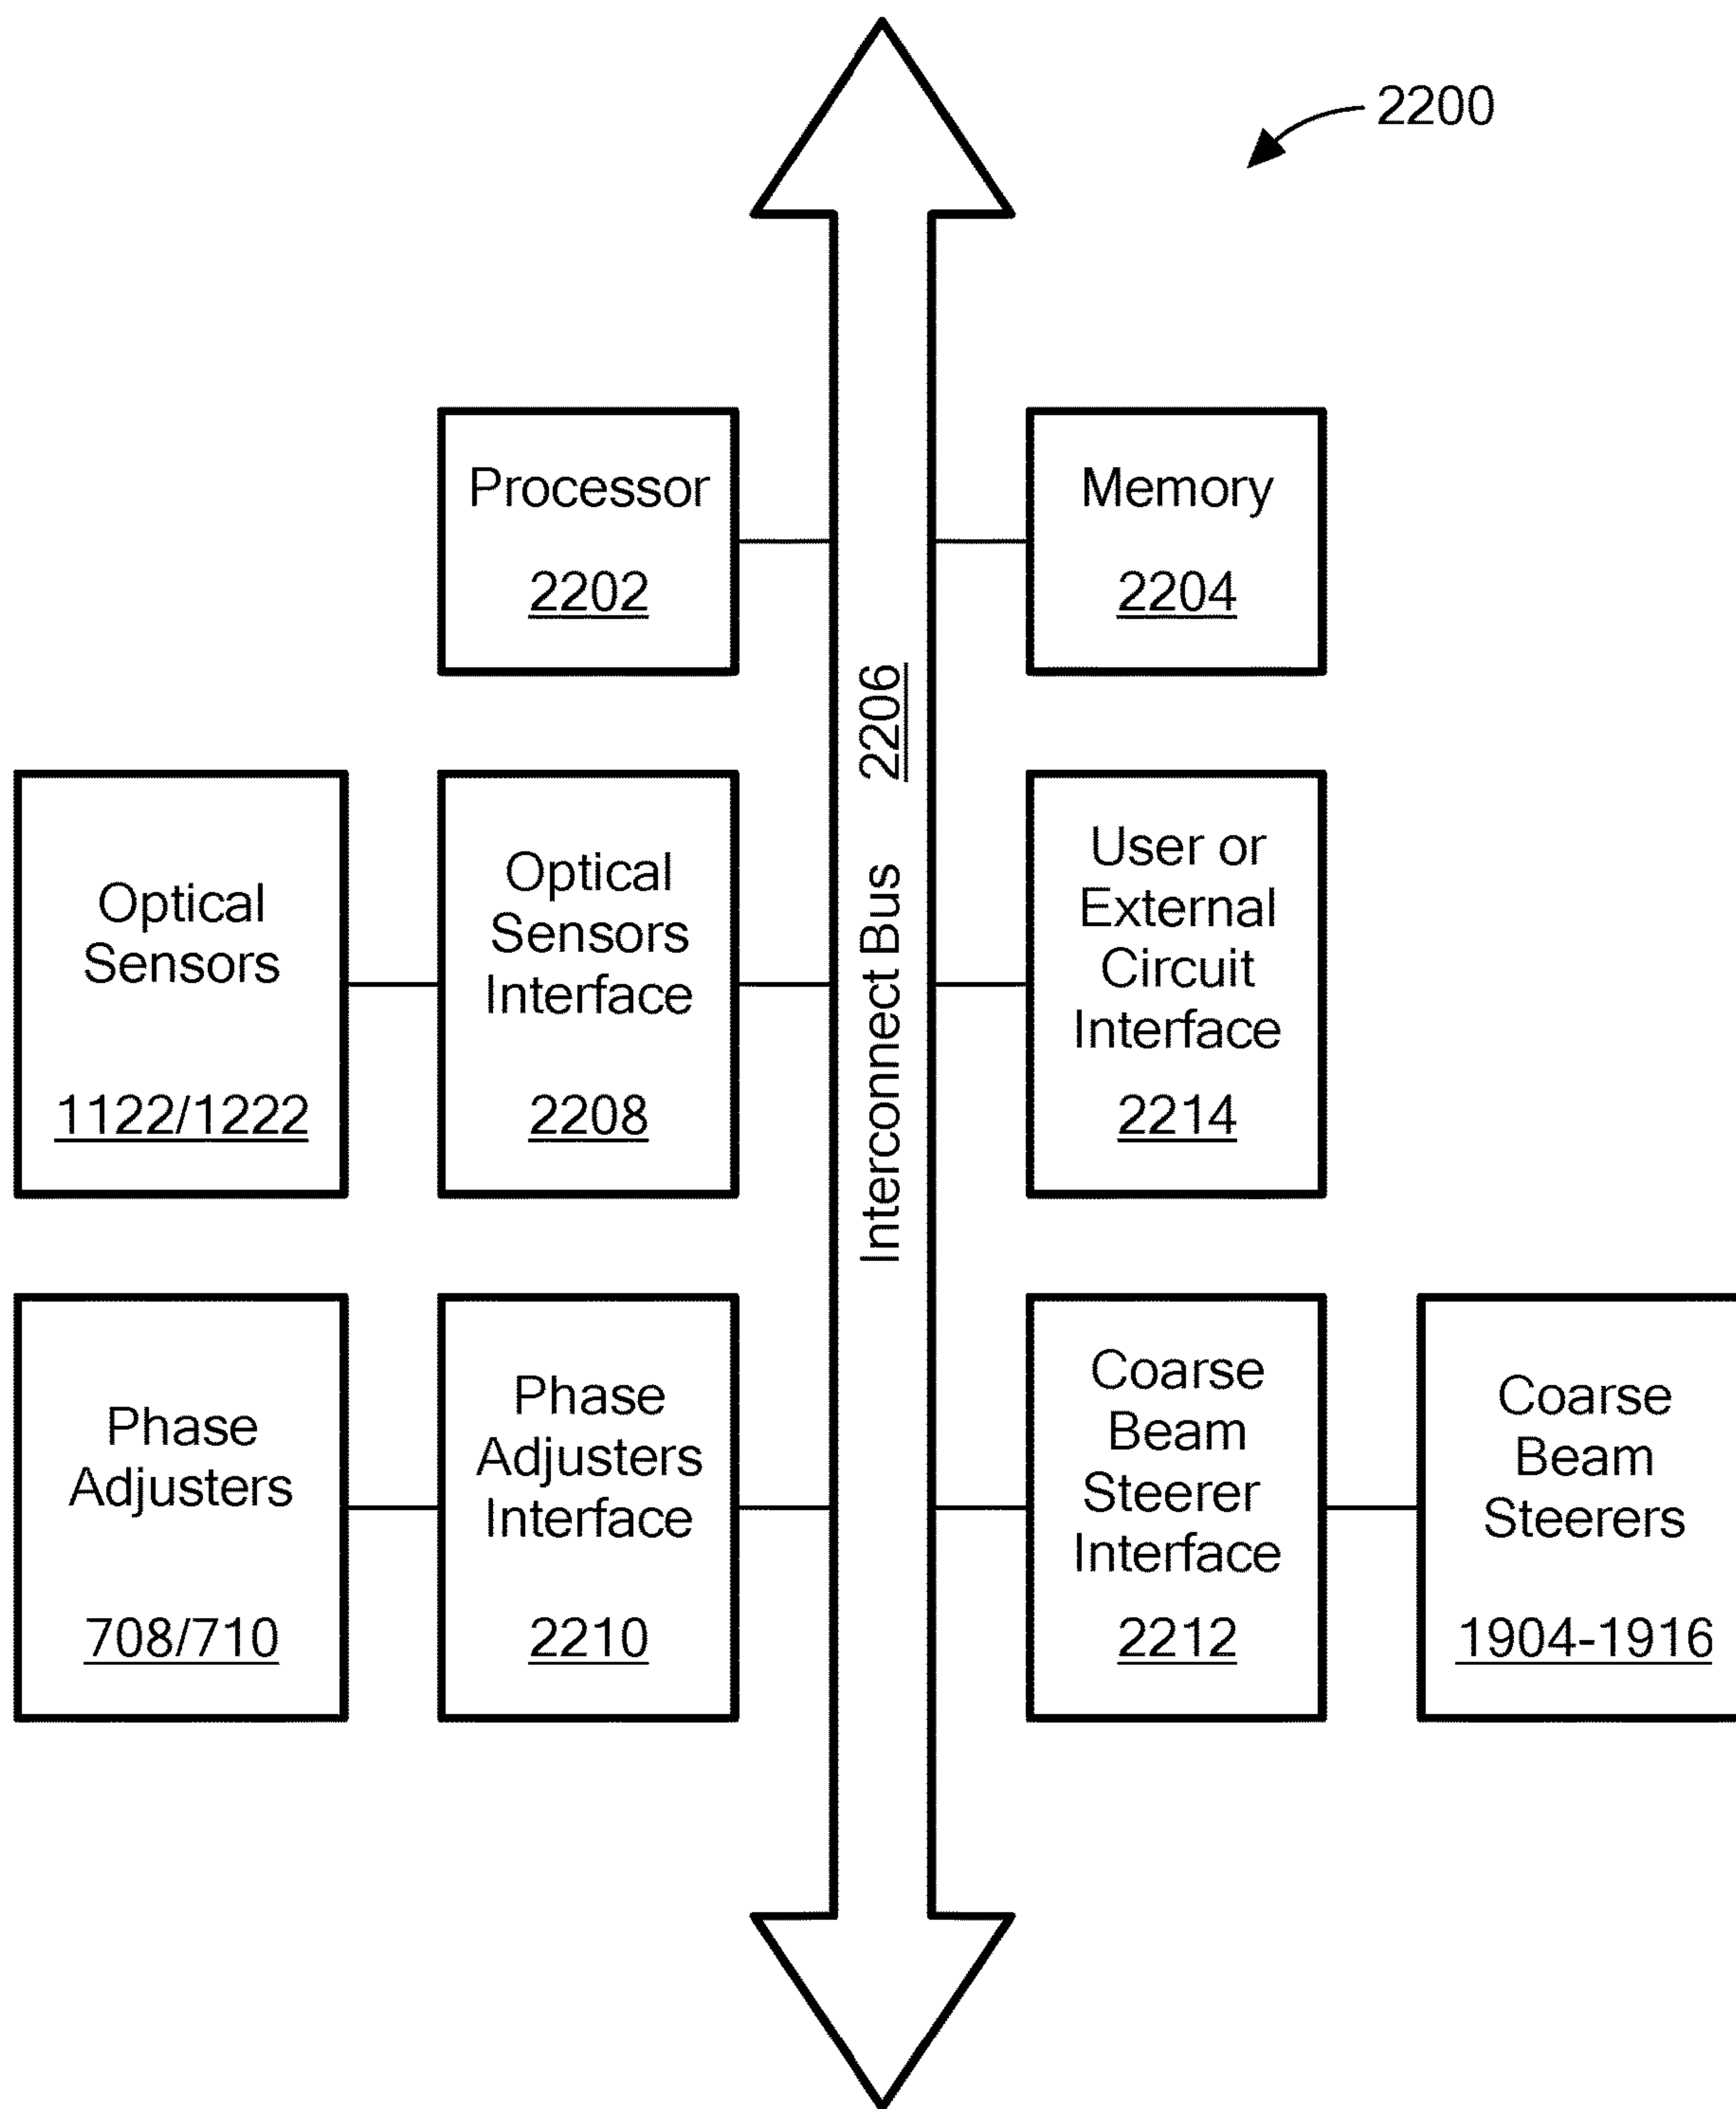 2200
Processor
2202
Memory
2204
Interconnect Bus 2206
Optical
Sensors
1122/1222
Optical
Sensors
Interface
2208
User or
External
Circuit
Interface
2214
Phase
Adjusters
708/710
Phase
Adjusters
Interface
2210
Coarse
Beam
Steerer
Interface
2212
Coarse
Beam
Steerers
1904-1916